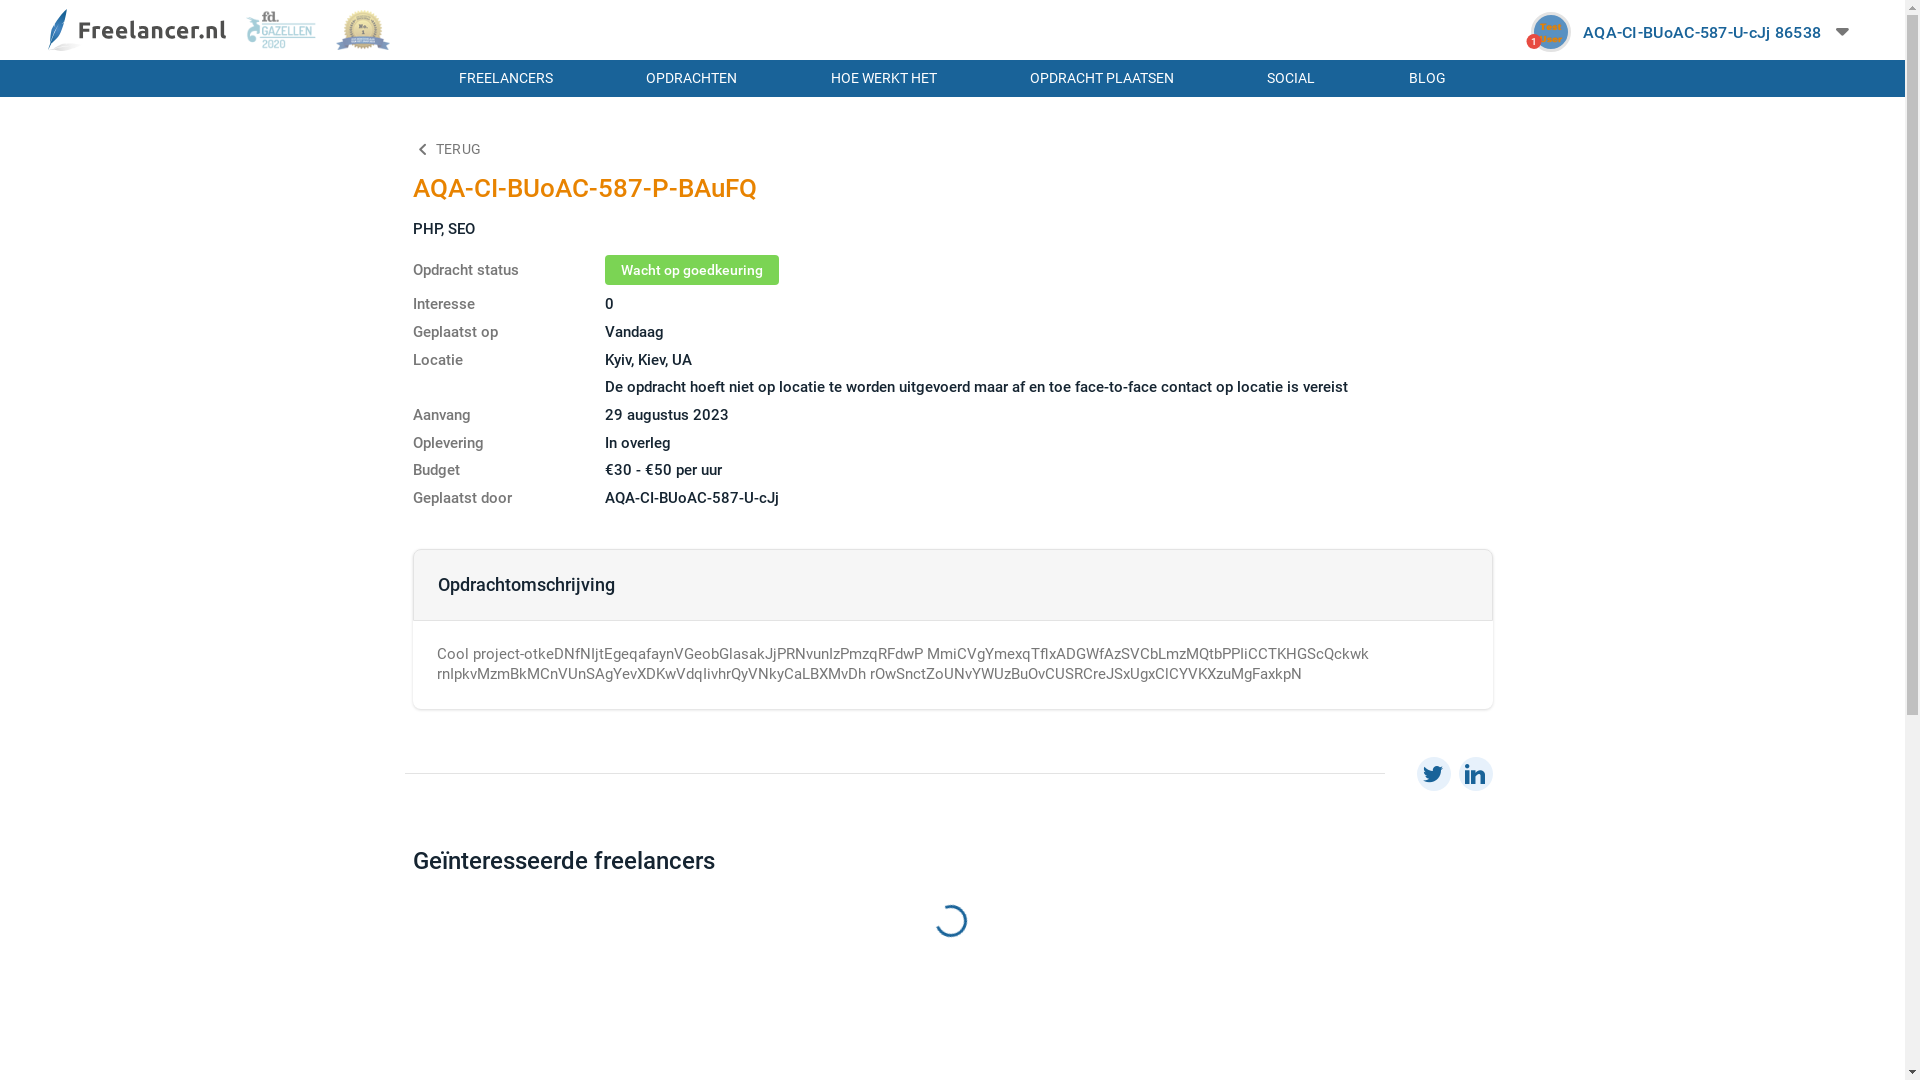 Freelancer.nl
fd.
GAZELLEN
2020
1
AQA-CI-BUoAC-587-U-cJj 86538
FREELANCERS
OPDRACHTEN
HOE WERKT HET
OPDRACHT PLAATSEN
SOCIAL
BLOG
TERUG
AQA-CI-BUoAC-587-P-BAuFQ
PHP, SEO
Opdracht status Wacht op goedkeuring
Interesse 0
Geplaatst op Vandaag
Locatie Kyiv, Kiev, UA
De opdracht hoeft niet op locatie te worden uitgevoerd maar af en toe face-to-face contact op locatie is vereist
Aanvang 29 augustus 2023
Oplevering In overleg
Budget €30 - €50 per uur
Geplaatst door AQA-CI-BUoAC-587-U-cJj
Opdrachtomschrijving
Cool project-otkeDNfNIjtEgeqafaynVGeobGlasakJjPRNvunIzPmzqRFdwP MmiCVgYmexqTflxADGWfAzSVCbLmzMQtbPPIiCCTKHGScQckwk
rnIpkvMzmBkMCnVUnSAgYevXDKwVdqIivhrQyVNkyCaLBXMvDh rOwSnctZoUNvYWUzBuOvCUSRCreJSxUgxClCYVKXzuMgFaxkpN
Geïnteresseerde freelancers